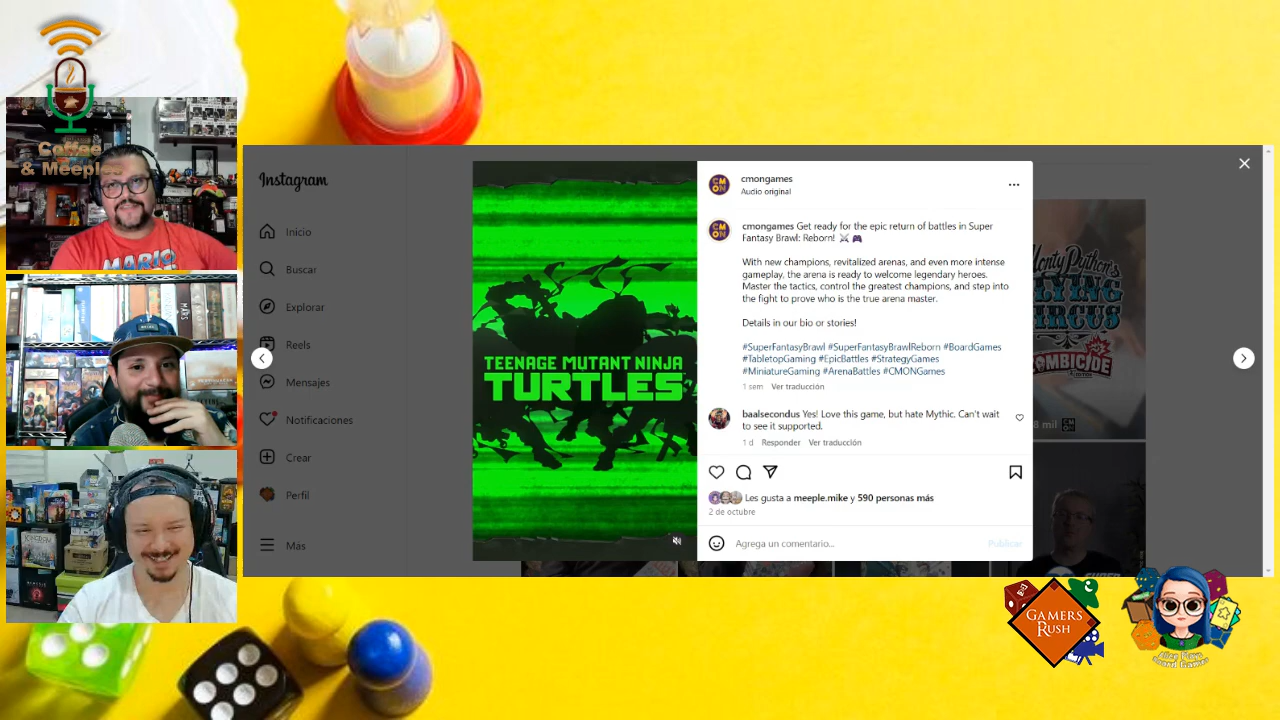 Coffee
& Meeples
MARIO
Instagram
Inicio
Buscar
Explorar
Reels
Mensajes
Notificaciones
Crear
Perfil
Más
TEENAGE MUTANT NINJA
TURTLES
CMON
cmongames
Audio original
CMON
cmongames Get ready for the epic return of battles in Super
Fantasy Brawl: Reborn! ⚔️ 🎮
With new champions, revitalized arenas, and even more intense
gameplay, the arena is ready to welcome legendary heroes.
Master the tactics, control the greatest champions, and step into
the fight to prove who is the true arena master.
Details in our bio or stories!
#SuperFantasyBrawl #SuperFantasyBrawlReborn #BoardGames
#TabletopGaming #EpicBattles #StrategyGames
#MiniatureGaming #ArenaBattles #CMONGames
1 sem Ver traducción
baalsecondus Yes! Love this game, but hate Mythic. Can't wait
to see it supported.
1 d Responder Ver traducción
Les gusta a meeple.mike y 590 personas más
2 de octubre
Agrega un comentario...
Publicar
Monty Python's
FLYING
CIRCUS
ZOMBICIDE
8 mil
GAMERS
RUSH
Board Games